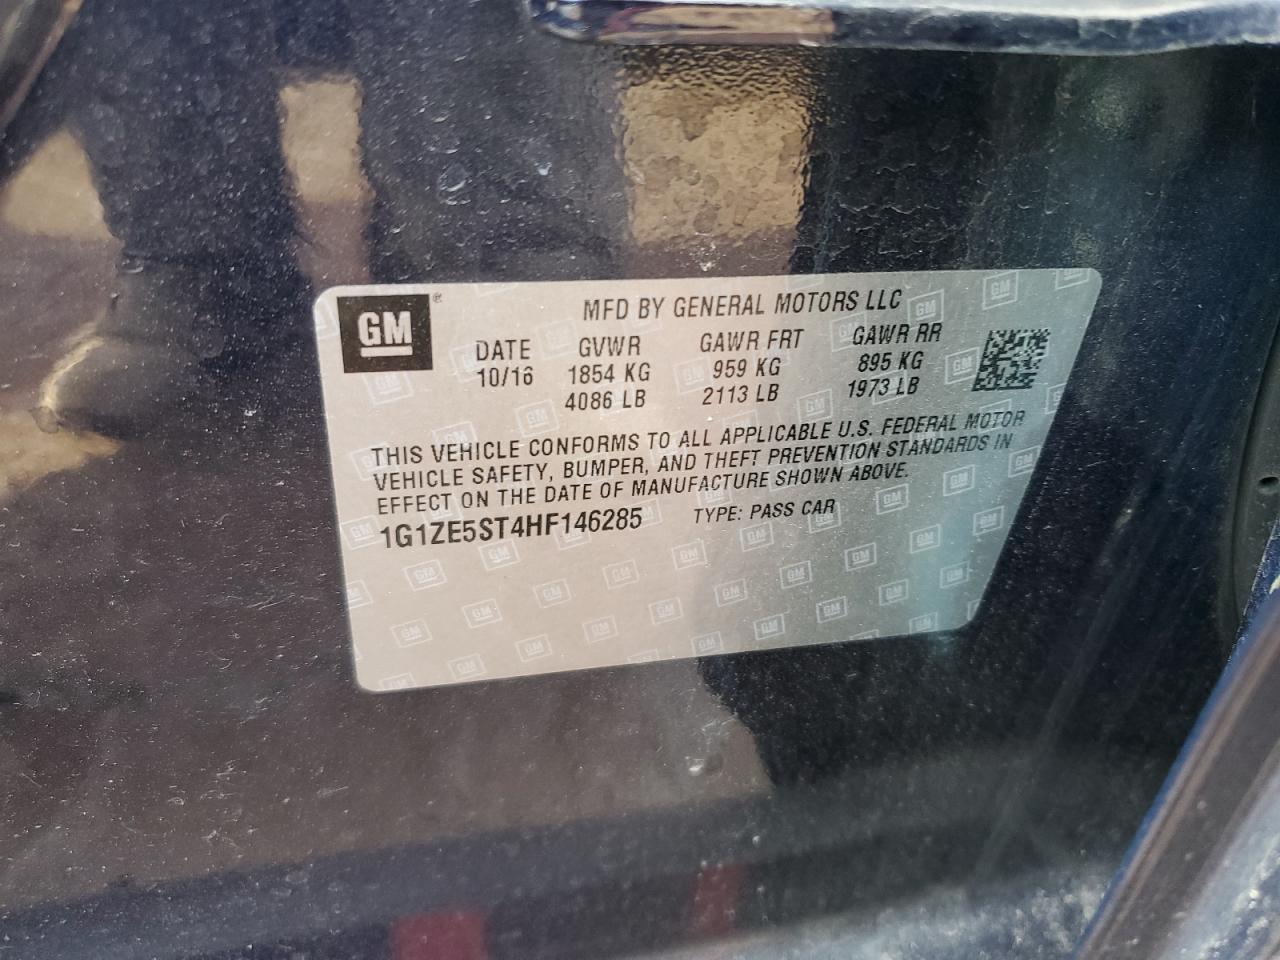 GM ®
MFD BY GENERAL MOTORS LLC
DATE GVWR GAWR FRT GAWR RR
10/16 1854 KG 959 KG 895 KG
4086 LB 2113 LB 1973 LB
THIS VEHICLE CONFORMS TO ALL APPLICABLE U.S. FEDERAL MOTOR
VEHICLE SAFETY, BUMPER, AND THEFT PREVENTION STANDARDS IN
EFFECT ON THE DATE OF MANUFACTURE SHOWN ABOVE.
1G1ZE5ST4HF146285 TYPE: PASS CAR